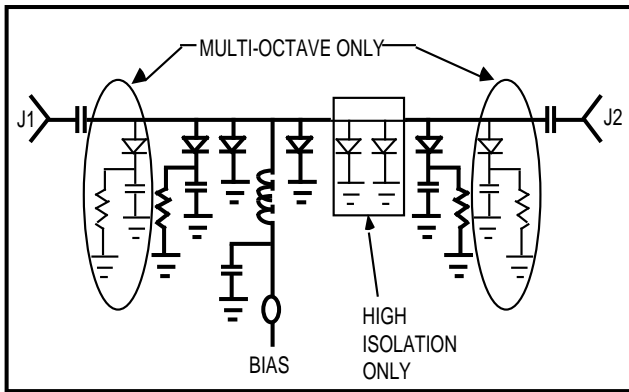 MULTI-OCTAVE ONLY
J1
J2
HIGH
ISOLATION
ONLY
BIAS